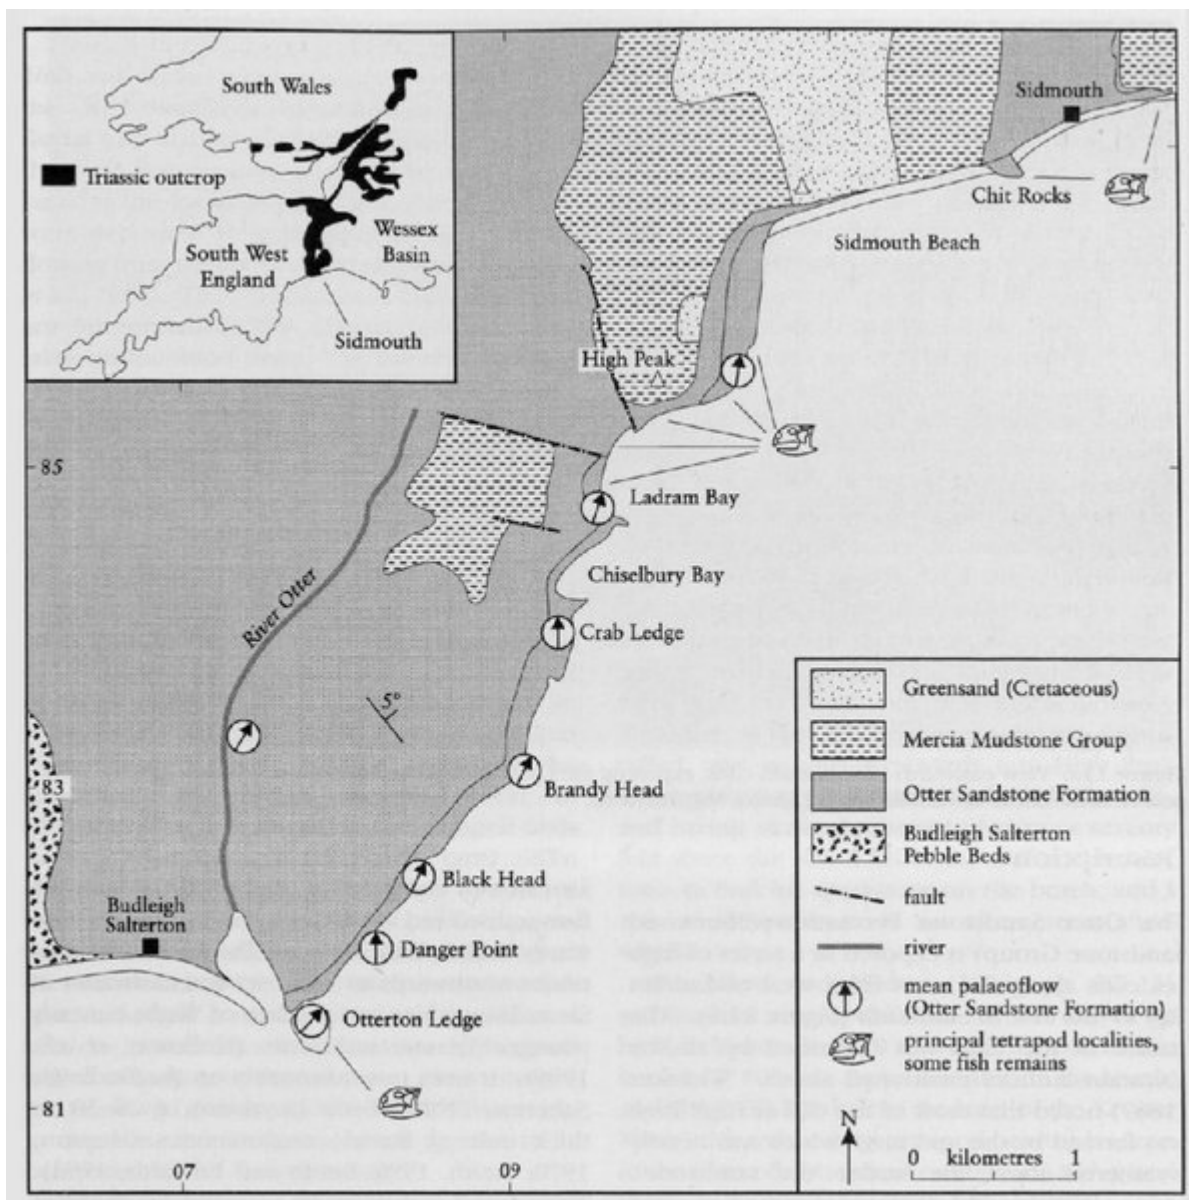 South Wales
Triassic outcrop
South West
England
Wessex
Basin
Sidmouth
Sidmouth
Chit Rocks
Sidmouth Beach
High Peak
85
Ladram Bay
Chiselbury Bay
River Otter
Crab Ledge
5°
Brandy Head
83
Black Head
Budleigh
Salterton
Danger Point
Otterton Ledge
81
07
09
Greensand (Cretaceous)
Mercia Mudstone Group
Otter Sandstone Formation
Budleigh Salterton
Pebble Beds
fault
river
mean palaeoflow
(Otter Sandstone Formation)
principal tetrapod localities,
some fish remains
N
0 kilometres 1